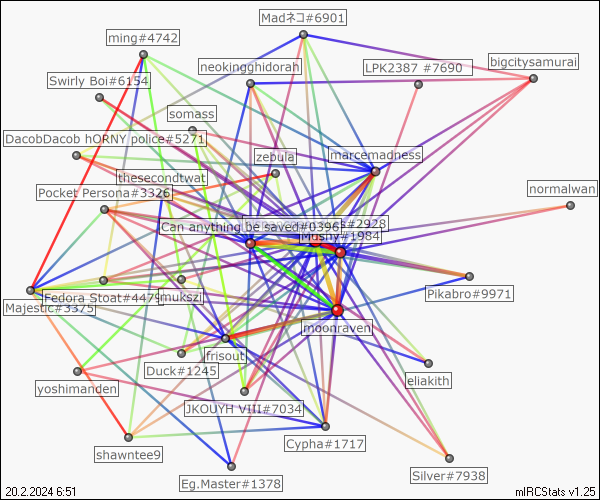 Madネコ#6901
ming#4742
bigcitysamurai
neokingghidorah
LPK2387 #7690
Swirly Boi#6154
somass
DacobDacob hORNY police#5271
zebula
marcemadness
thesecondtwat
normalwan
Pocket Persona#3326
Can anything be saved#0396
s#2928
Mushy#1984
Pikabro#9971
Fedora Stoat#4479
mukszi
Majestic#3375
moonraven
frisout
Duck#1245
eliakith
yoshimanden
JKOUYH VIII#7034
Cypha#1717
shawntee9
Silver#7938
Eg.Master#1378
20.2.2024 6:51
mIRCStats v1.25